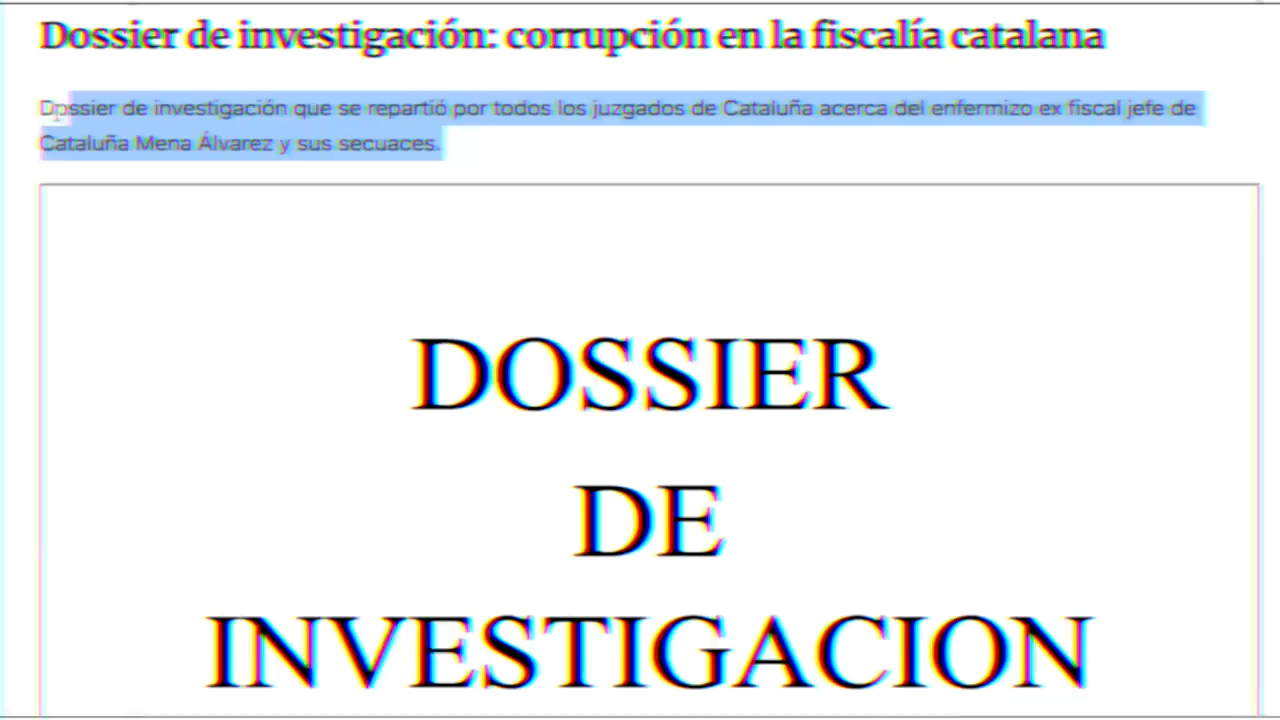 Dossier de investigación: corrupción en la fiscalía catalana
Dossier de investigación que se repartió por todos los juzgados de Cataluña acerca del enfermizo ex fiscal jefe de
Cataluña Mena Álvarez y sus secuaces.
DOSSIER
DE
INVESTIGACION